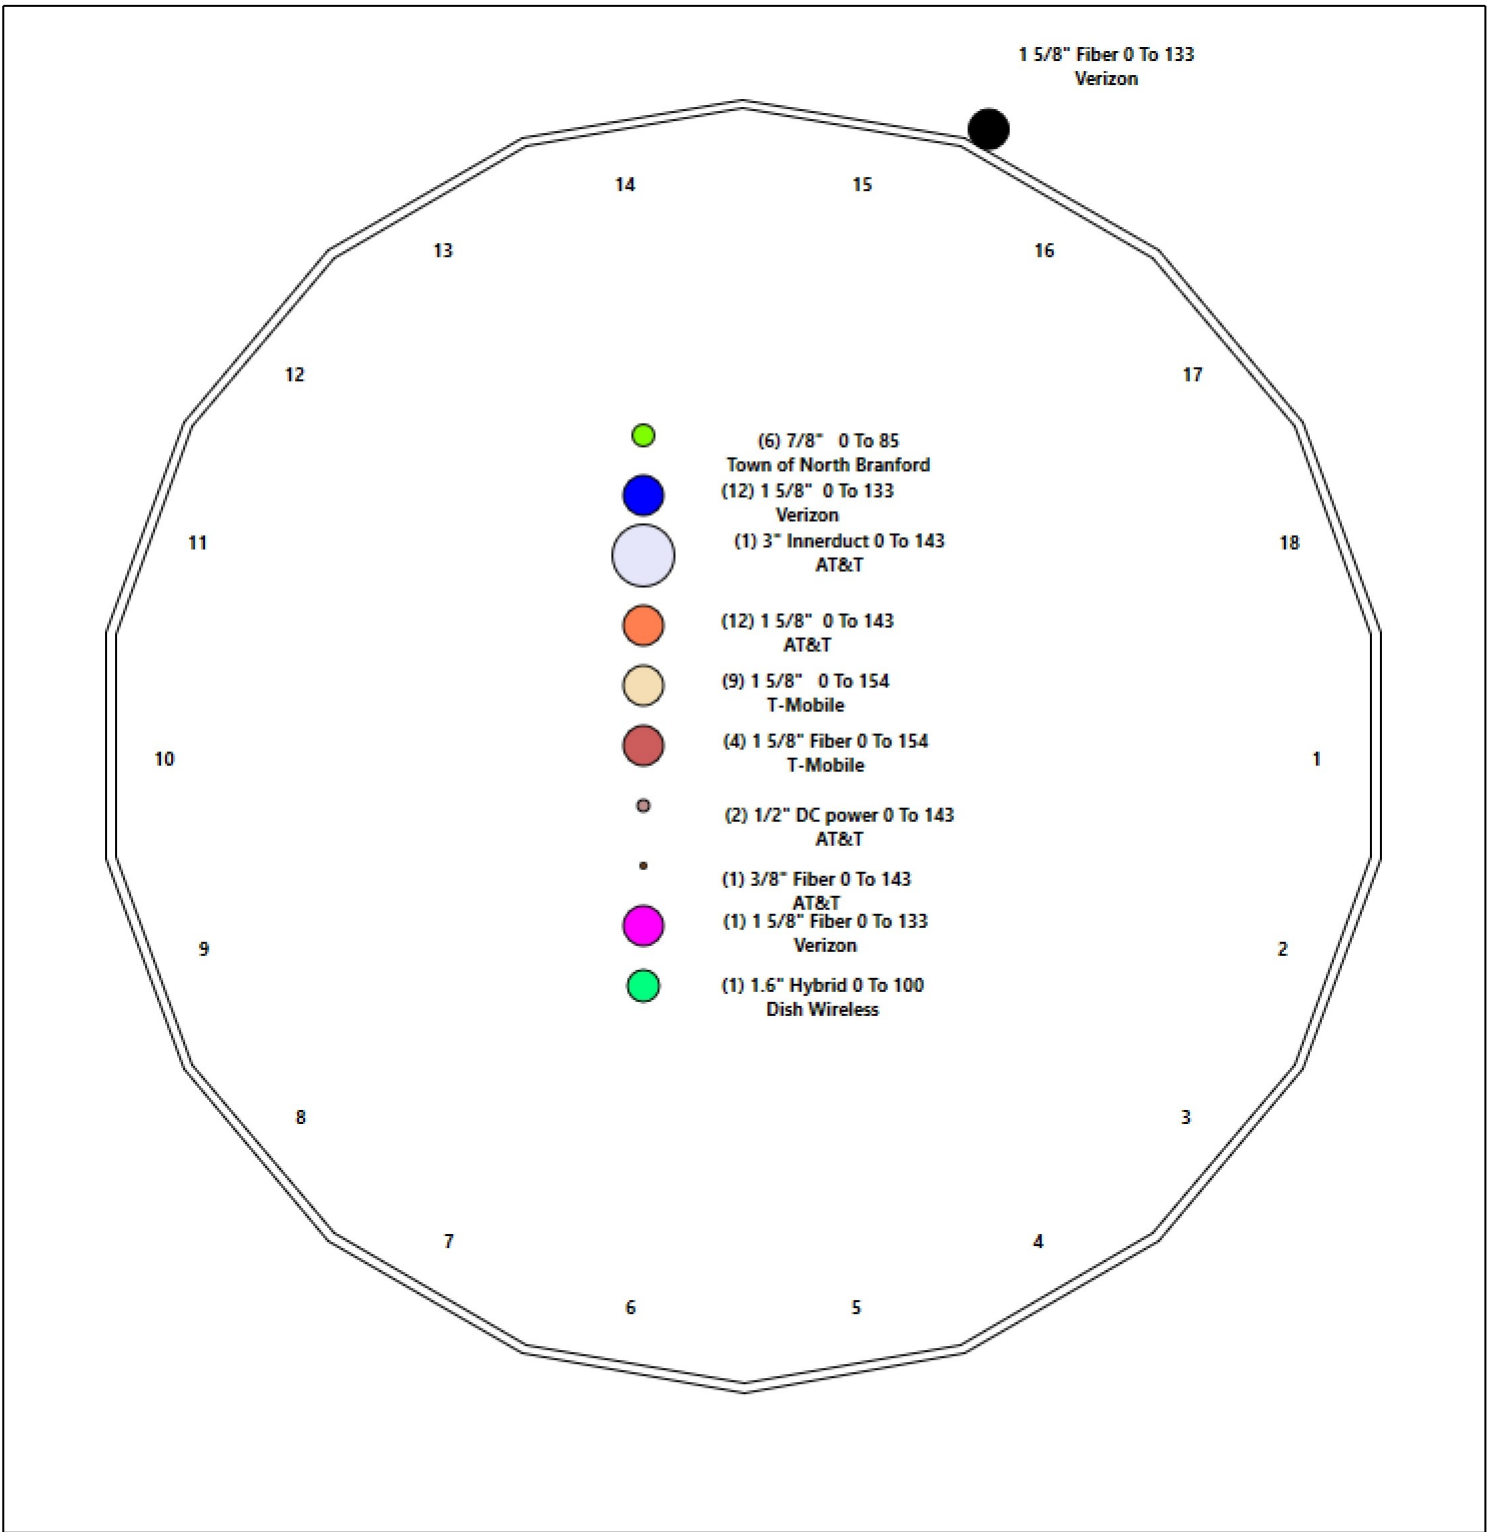 1 5/8" Fiber 0 To 133
Verizon
14
15
13
16
12
17
(6) 7/8" 0 To 85
Town of North Branford
(12) 1 5/8" 0 To 133
Verizon
(1) 3" Innerduct 0 To 143
AT&T
11
18
(12) 1 5/8" 0 To 143
AT&T
(9) 1 5/8" 0 To 154
T-Mobile
(4) 1 5/8" Fiber 0 To 154
T-Mobile
10
1
(2) 1/2" DC power 0 To 143
AT&T
(1) 3/8" Fiber 0 To 143
AT&T
(1) 1 5/8" Fiber 0 To 133
Verizon
9
2
(1) 1.6" Hybrid 0 To 100
Dish Wireless
8
3
7
4
6
5